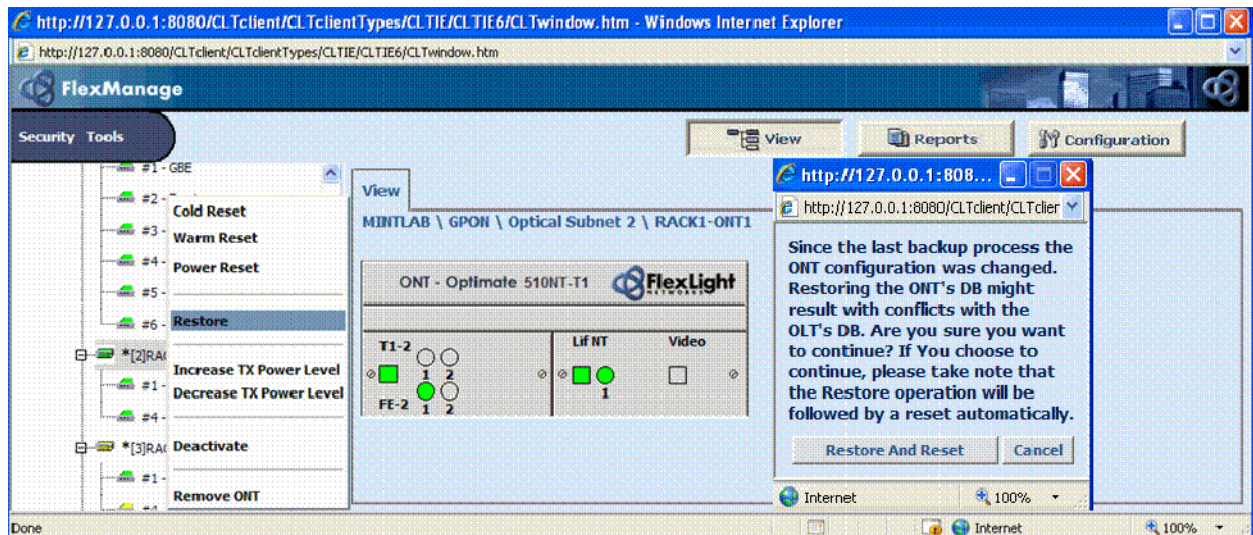 http://127.0.0.1:8080/CLTclient/CLTclientTypes/CLTIE/CLTIE6/CLTwindow.htm - Windows Internet Explorer
http://127.0.0.1:8080/CLTclient/CLTclientTypes/CLTIE/CLTIE6/CLTwindow.htm
FlexManage
Security Tools
View
Reports
Configuration
#1 - GBE
#2 -
#3 -
#4 -
#5 -
#6 -
*[2]RAC
#1 -
#4 -
*[3]RAC
#1 -
#4
Cold Reset
Warm Reset
Power Reset
Restore
Increase TX Power Level
Decrease TX Power Level
Deactivate
Remove ONT
View
MINTLAB \ GPON \ Optical Subnet 2 \ RACK1-ONT1
ONT - Optimate 510NT-T1
FlexLight
NETWORKS
T1-2
1 2
FE-2 1 2
Lif NT
1
Video
http://127.0.0.1:808...
http://127.0.0.1:8080/CLTclient/CLTclier
Since the last backup process the
ONT configuration was changed.
Restoring the ONT's DB might
result with conflicts with the
OLT's DB. Are you sure you want
to continue? If You choose to
continue, please take note that
the Restore operation will be
followed by a reset automatically.
Restore And Reset
Cancel
Internet
100%
Done
Internet
100%